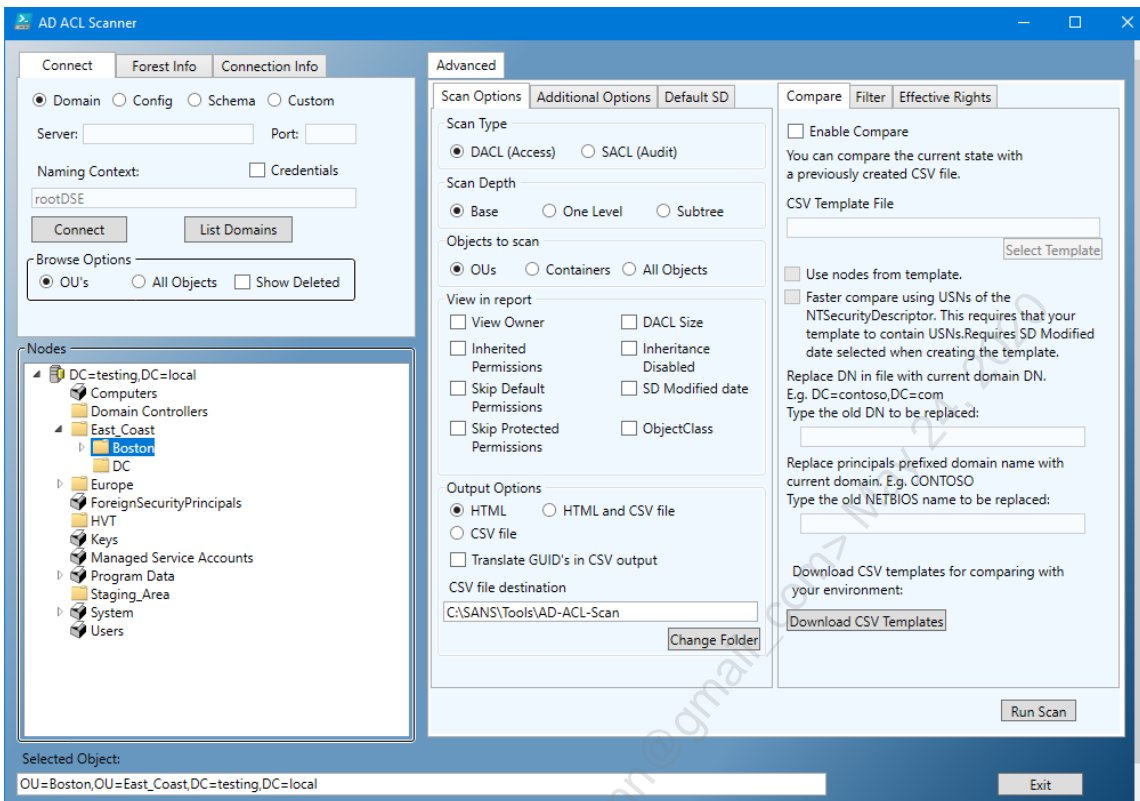 AD ACL Scanner
Connect Forest Info Connection Info
Domain Config Schema Custom
Server: Port:
Naming Context: Credentials
rootDSE
Connect List Domains
Browse Options
OU's All Objects Show Deleted
Nodes
DC=testing,DC=local
Computers
Domain Controllers
East_Coast
Boston
DC
Europe
ForeignSecurityPrincipals
HVT
Keys
Managed Service Accounts
Program Data
Staging_Area
System
Users
Advanced
Scan Options Additional Options Default SD
Scan Type
DACL (Access) SACL (Audit)
Scan Depth
Base One Level Subtree
Objects to scan
OUs Containers All Objects
View in report
View Owner DACL Size
Inherited Permissions Inheritance Disabled
Skip Default Permissions SD Modified date
Skip Protected Permissions ObjectClass
Output Options
HTML HTML and CSV file
CSV file
Translate GUID's in CSV output
CSV file destination
C:\SANS\Tools\AD-ACL-Scan
Change Folder
Compare Filter Effective Rights
Enable Compare
You can compare the current state with
a previously created CSV file.
CSV Template File
Select Template
Use nodes from template.
Faster compare using USNs of the
NTSecurityDescriptor. This requires that your
template to contain USNs.Requires SD Modified
date selected when creating the template.
Replace DN in file with current domain DN.
E.g. DC=contoso,DC=com
Type the old DN to be replaced:
Replace principals prefixed domain name with
current domain. E.g. CONTOSO
Type the old NETBIOS name to be replaced:
Download CSV templates for comparing with
your environment:
Download CSV Templates
Run Scan
Selected Object:
OU=Boston,OU=East_Coast,DC=testing,DC=local
Exit
@gmail_com> May 24, 2020